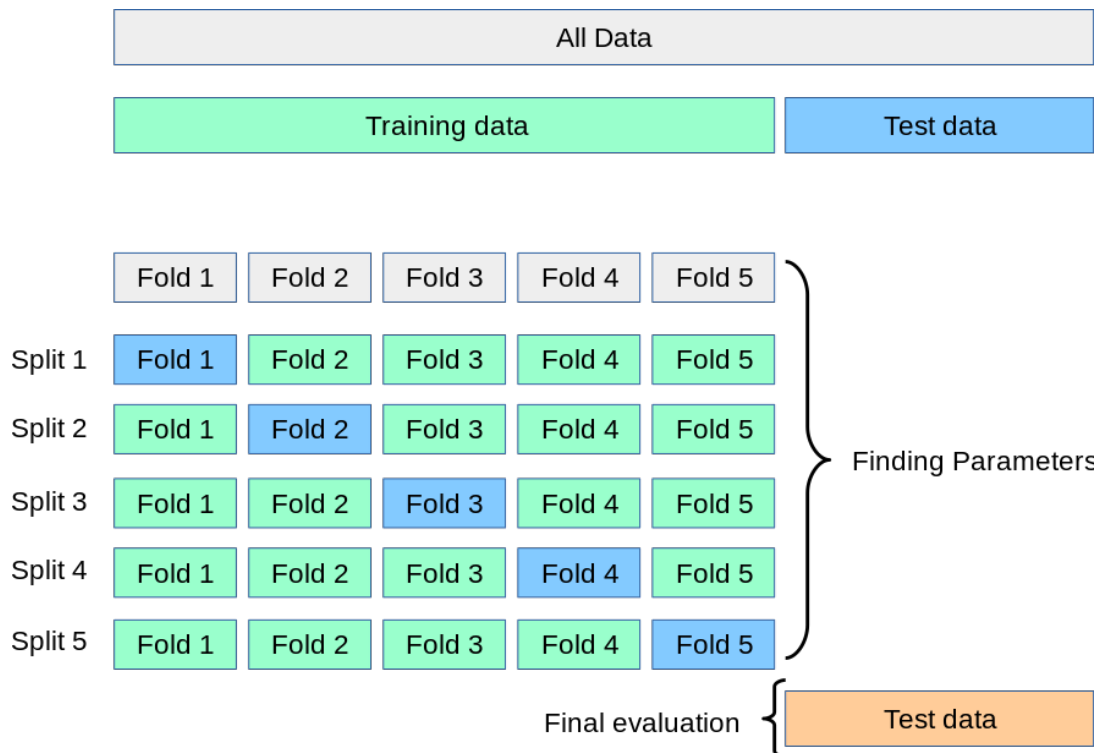 All Data
Training data Test data
Fold 1 Fold 2 Fold 3 Fold 4 Fold 5
Split 1 Fold 1 Fold 2 Fold 3 Fold 4 Fold 5
Split 2 Fold 1 Fold 2 Fold 3 Fold 4 Fold 5
Finding Parameters
Split 3 Fold 1 Fold 2 Fold 3 Fold 4 Fold 5
Split 4 Fold 1 Fold 2 Fold 3 Fold 4 Fold 5
Split 5 Fold 1 Fold 2 Fold 3 Fold 4 Fold 5
Final evaluation Test data